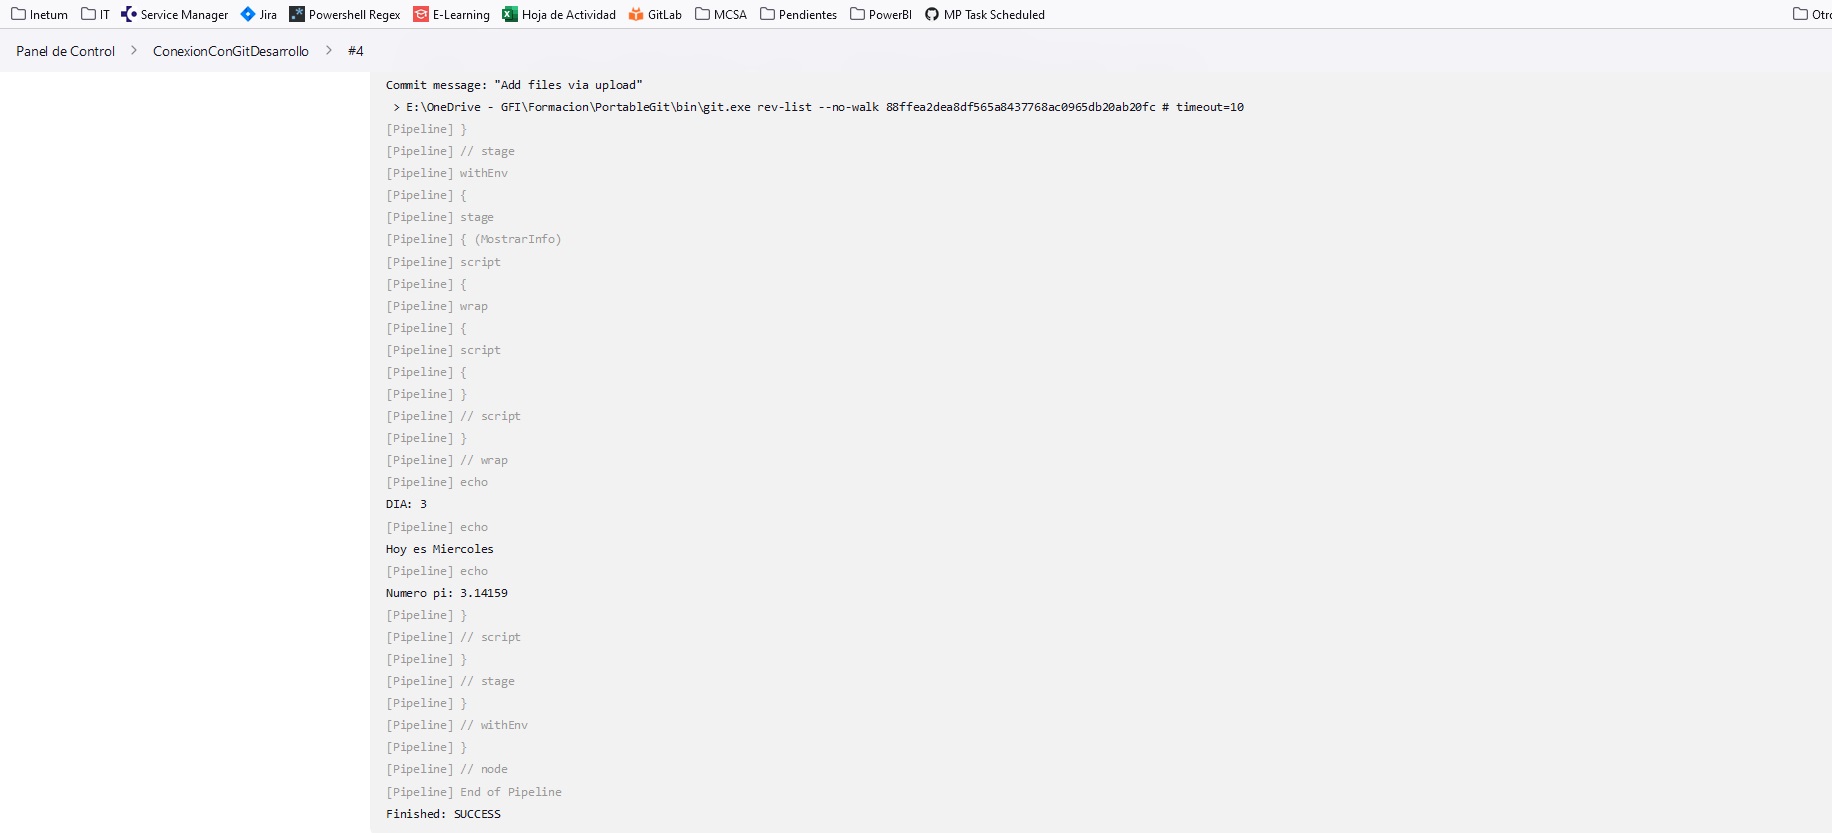 Inetum IT Service Manager Jira Powershell Regex E-Learning Hoja de Actividad GitLab MCSA Pendientes PowerBI MP Task Scheduled
Panel de Control > ConexionConGitDesarrollo > #4
Commit message: "Add files via upload"
 > E:\OneDrive - GFI\Formacion\PortableGit\bin\git.exe rev-list --no-walk 88ffea2dea8df565a8437768ac0965db20ab20fc # timeout=10
[Pipeline] }
[Pipeline] // stage
[Pipeline] withEnv
[Pipeline] {
[Pipeline] stage
[Pipeline] { (MostrarInfo)
[Pipeline] script
[Pipeline] {
[Pipeline] wrap
[Pipeline] {
[Pipeline] script
[Pipeline] {
[Pipeline] }
[Pipeline] // script
[Pipeline] }
[Pipeline] // wrap
[Pipeline] echo
DIA: 3
[Pipeline] echo
Hoy es Miercoles
[Pipeline] echo
Numero pi: 3.14159
[Pipeline] }
[Pipeline] // script
[Pipeline] }
[Pipeline] // stage
[Pipeline] }
[Pipeline] // withEnv
[Pipeline] }
[Pipeline] // node
[Pipeline] End of Pipeline
Finished: SUCCESS